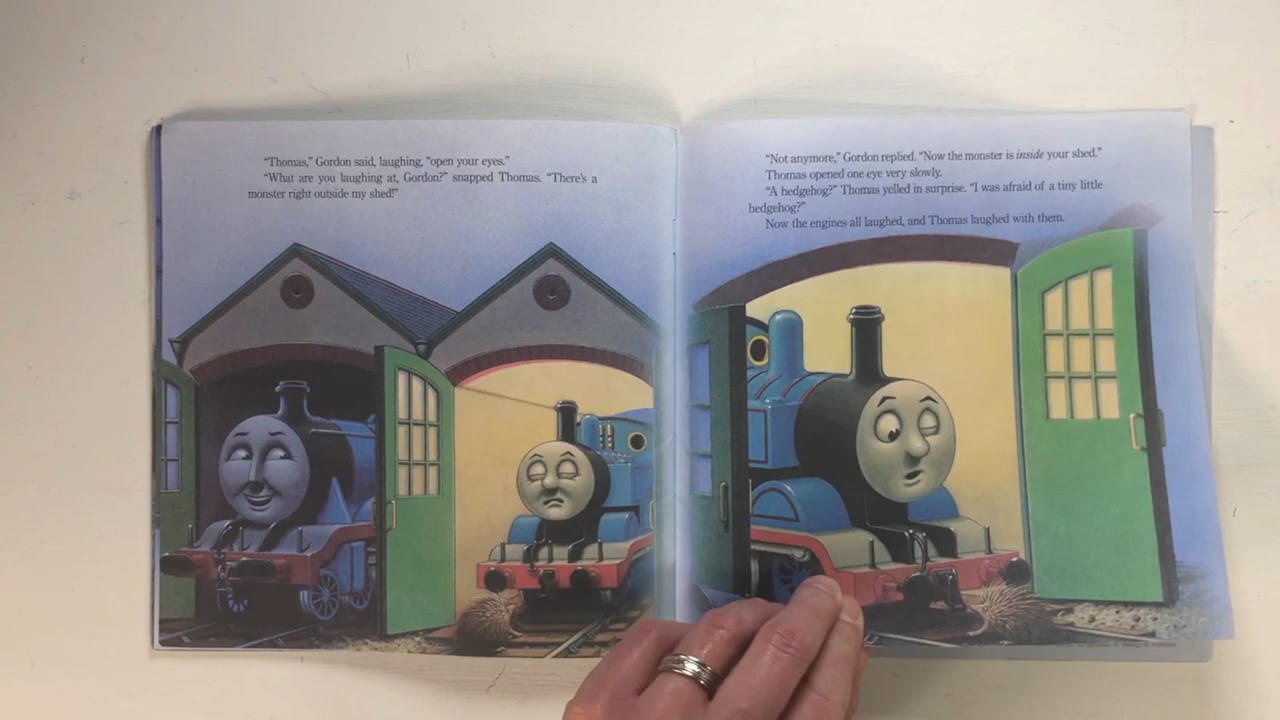 “Thomas,” Gordon said, laughing, “open your eyes.”
“What are you laughing at, Gordon?” snapped Thomas. “There’s a
monster right outside my shed!”
“Not anymore,” Gordon replied. “Now the monster is inside your shed.”
Thomas opened one eye very slowly.
“A hedgehog?” Thomas yelled in surprise. “I was afraid of a tiny little
hedgehog?”
Now the engines all laughed, and Thomas laughed with them.